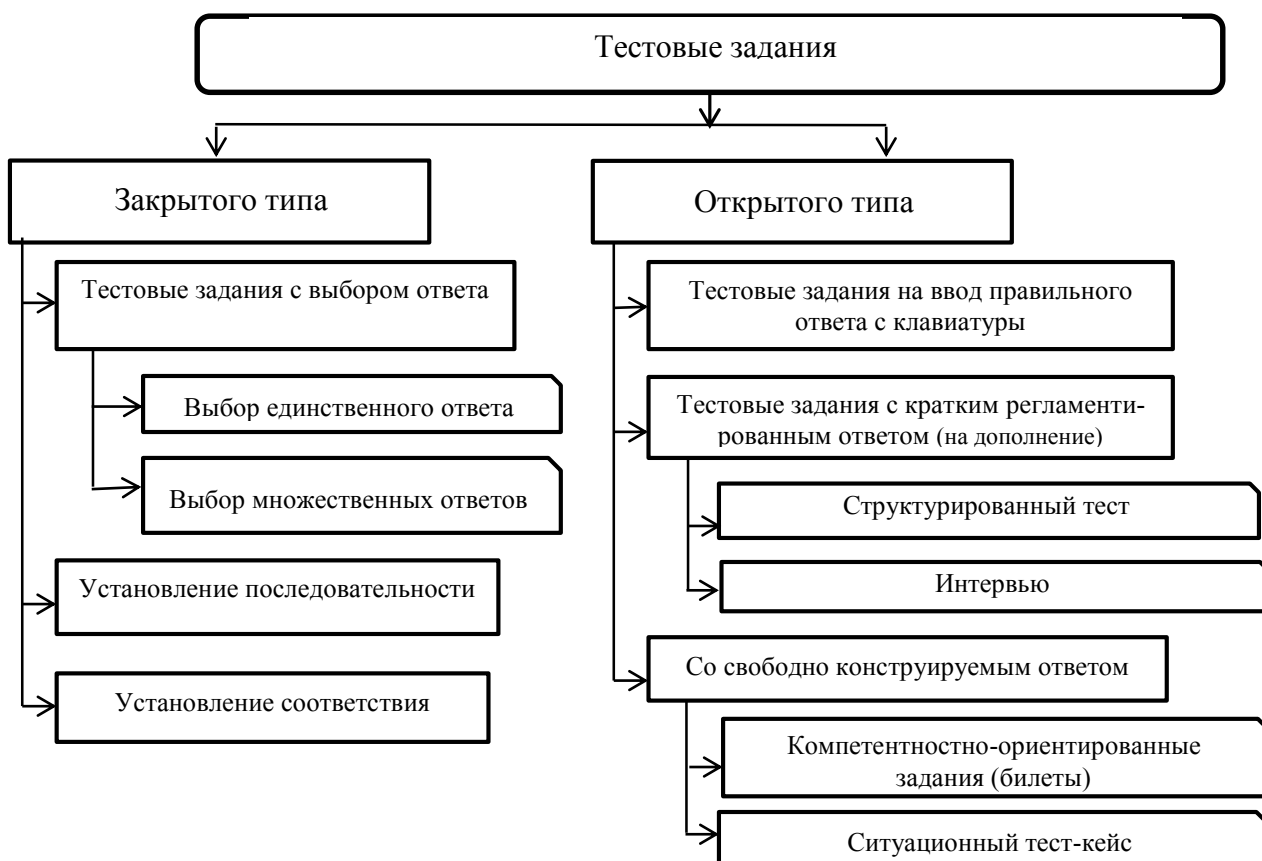 Тестовые задания
Закрытого типа
Тестовые задания с выбором ответа
Выбор единственного ответа
Выбор множественных ответов
Установление последовательности
Установление соответствия
Открытого типа
Тестовые задания на ввод правильного
ответа с клавиатуры
Тестовые задания с кратким регламенти-
рованным ответом (на дополнение)
Структурированный тест
Интервью
Со свободно конструируемым ответом
Компетентностно-ориентированные
задания (билеты)
Ситуационный тест-кейс